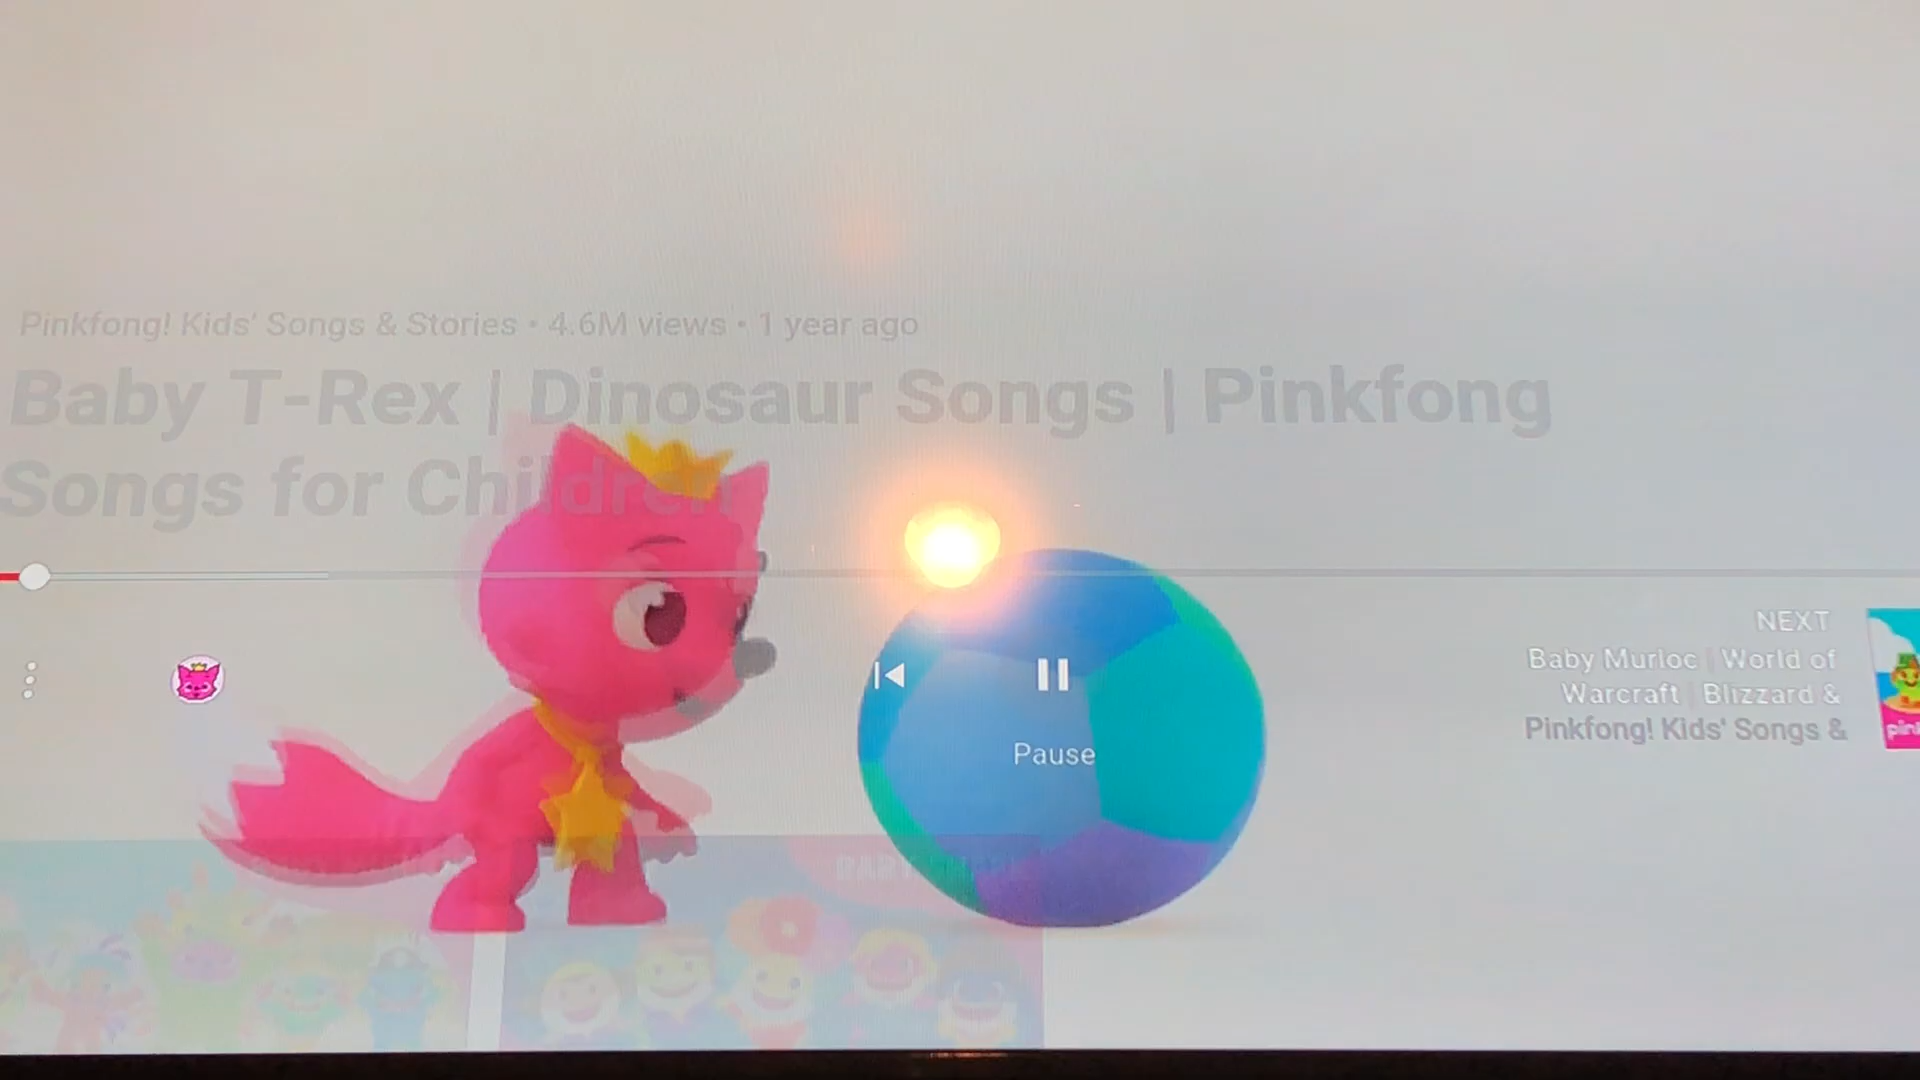 Pinkfong! Kids' Songs & Stories • 4.6M views • 1 year ago
Baby T-Rex | Dinosaur Songs | Pinkfong
Songs for Children
NEXT
Baby Murloc | World of
Warcraft | Blizzard &
Pinkfong! Kids' Songs &
Pause